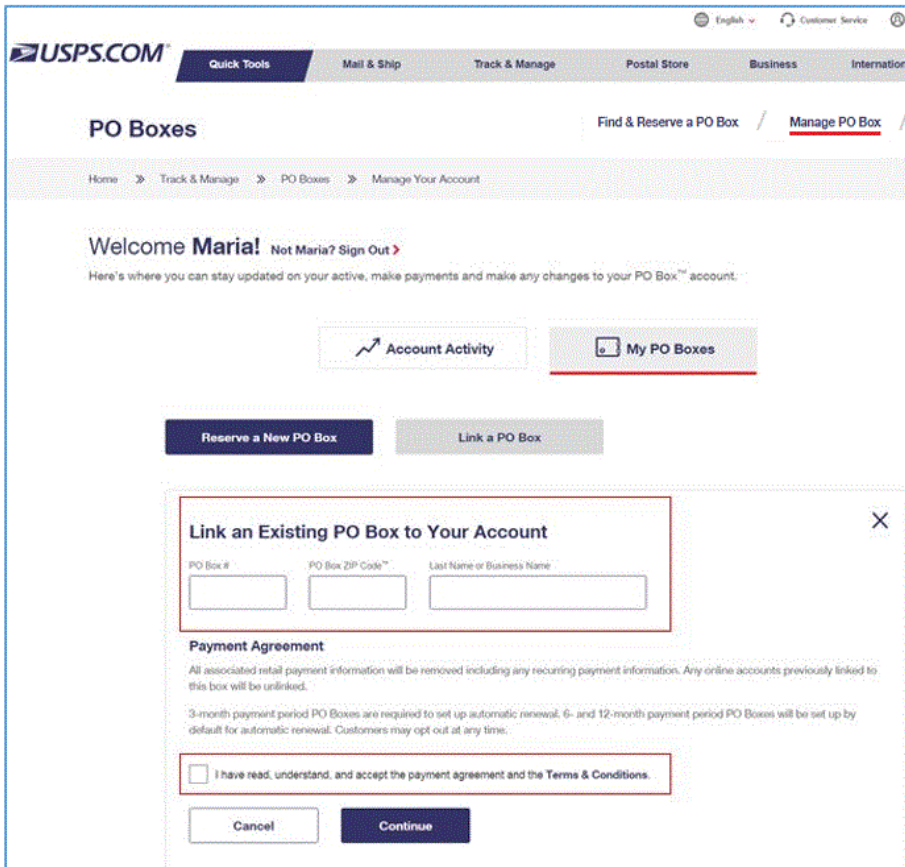 English
Customer Service
USPS.COM®
Quick Tools
Mail & Ship
Track & Manage
Postal Store
Business
Internation
PO Boxes
Find & Reserve a PO Box / Manage PO Box /
Home » Track & Manage » PO Boxes » Manage Your Account
Welcome Maria! Not Maria? Sign Out
Here's where you can stay updated on your active, make payments and make any changes to your PO Box™ account.
Account Activity
My PO Boxes
Reserve a New PO Box
Link a PO Box
Link an Existing PO Box to Your Account
PO Box #
PO Box ZIP Code™
Last Name or Business Name
Payment Agreement
All associated retail payment information will be removed including any recurring payment information. Any online accounts previously linked to
this box will be unlinked.
3-month payment period PO Boxes are required to set up automatic renewal. 6- and 12-month payment period PO Boxes will be set up by
default for automatic renewal. Customers may opt out at any time.
I have read, understand, and accept the payment agreement and the Terms & Conditions.
Cancel
Continue